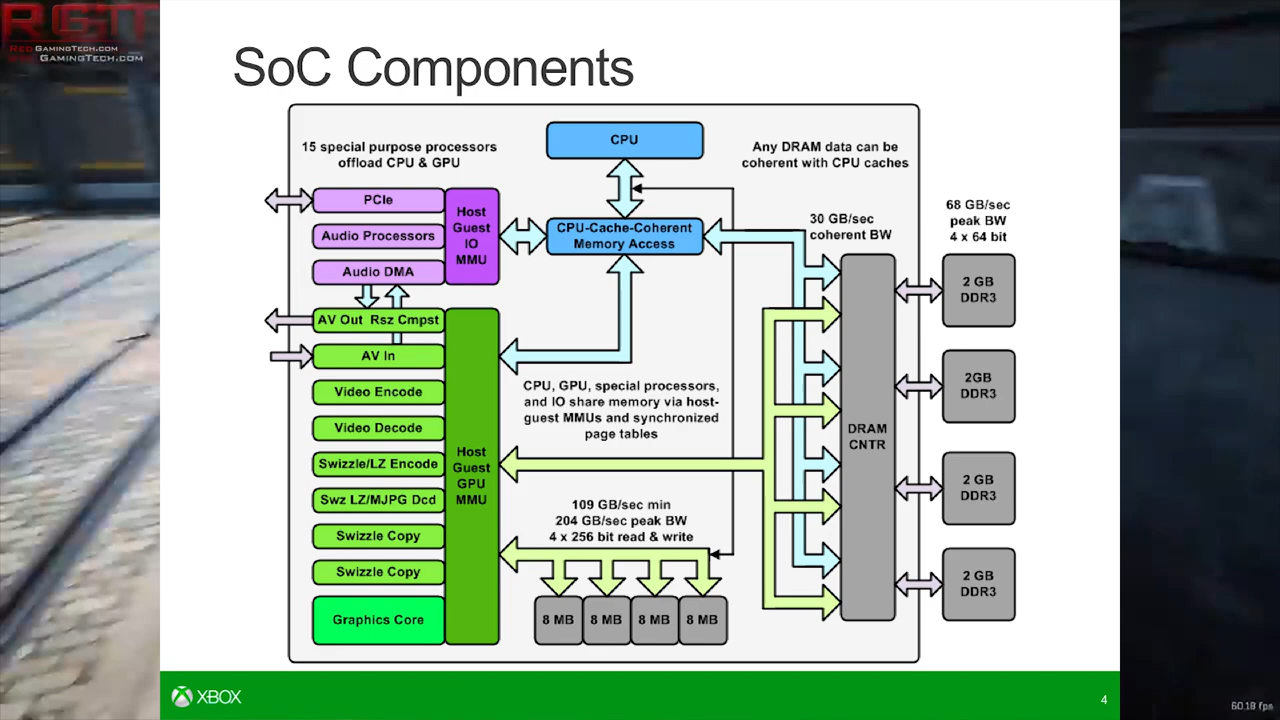 RGT
RED GAMINGTECH.COM
GAMINGTECH.COM
SoC Components
15 special purpose processors
offload CPU & GPU
CPU
Any DRAM data can be
coherent with CPU caches
PCIe
Audio Processors
Audio DMA
Host
Guest
IO
MMU
CPU-Cache-Coherent
Memory Access
30 GB/sec
coherent BW
68 GB/sec
peak BW
4 x 64 bit
AV Out Rsz Cmpst
AV In
Video Encode
Video Decode
Swizzle/LZ Encode
Swz LZ/MJPG Dcd
Swizzle Copy
Swizzle Copy
Graphics Core
Host
Guest
GPU
MMU
CPU, GPU, special processors,
and IO share memory via host-
guest MMUs and synchronized
page tables
109 GB/sec min
204 GB/sec peak BW
4 x 256 bit read & write
8 MB
8 MB
8 MB
8 MB
DRAM
CNTR
2 GB
DDR3
2GB
DDR3
2 GB
DDR3
2 GB
DDR3
XBOX
4
60.18 fps